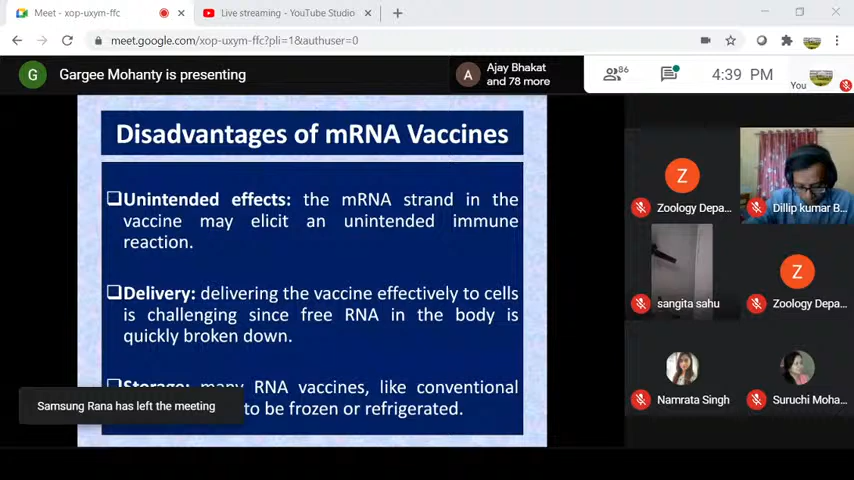 Meet - xop-uxym-ffc
Live streaming - YouTube Studio
meet.google.com/xop-uxym-ffc?pli=1&authuser=0
G
Gargee Mohanty is presenting
A
Ajay Bhakat
and 78 more
86
4:39 PM
You
Disadvantages of mRNA Vaccines
❑Unintended effects: the mRNA strand in the
vaccine may elicit an unintended immune
reaction.
❑Delivery: delivering the vaccine effectively to cells
is challenging since free RNA in the body is
quickly broken down.
❑Storage: many RNA vaccines, like conventional
to be frozen or refrigerated.
Samsung Rana has left the meeting
Z
Zoology Depa...
Dillip kumar B...
sangita sahu
Z
Zoology Depa...
Namrata Singh
Suruchi Moha...